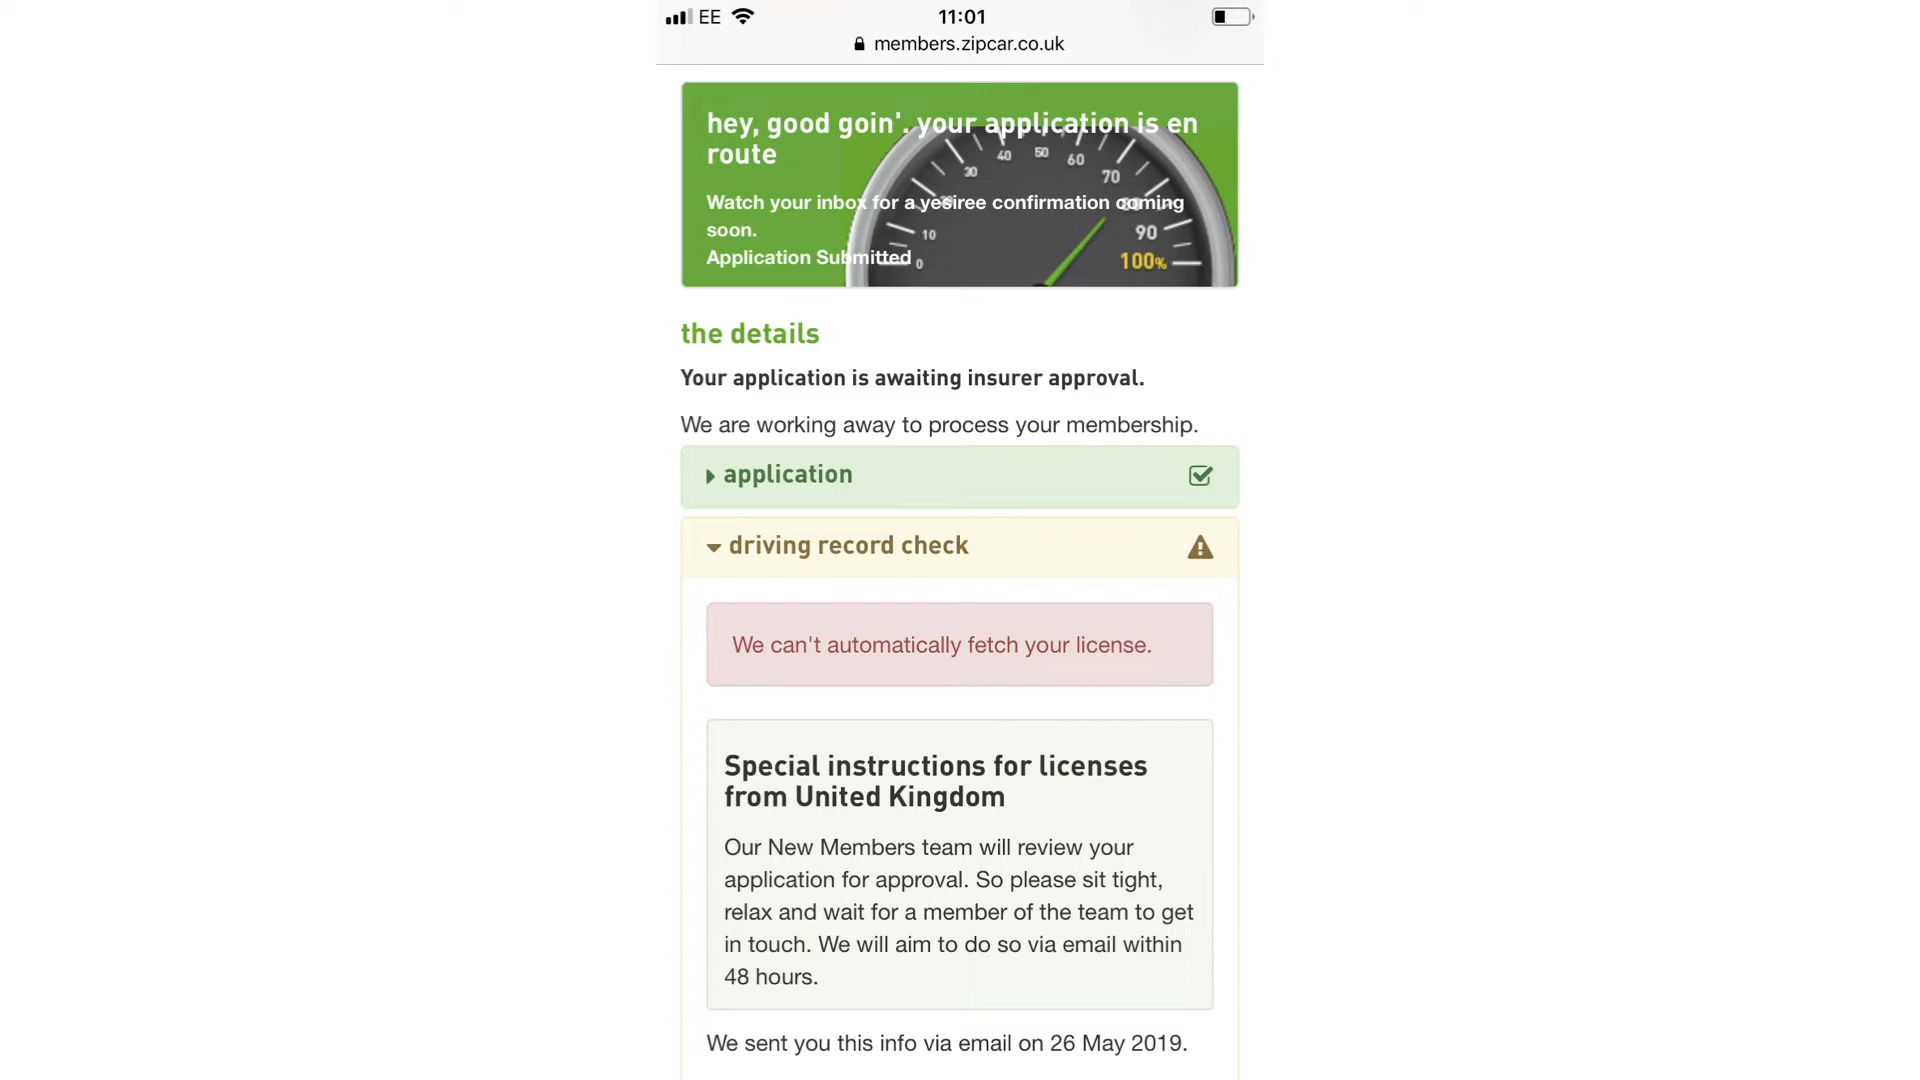 EE 11:01
members.zipcar.co.uk
hey, good goin'. your application is en
route
Watch your inbox for a yesiree confirmation coming
soon.
Application Submitted
0
10
30
40
50
60
70
90
100%
the details
Your application is awaiting insurer approval.
We are working away to process your membership.
application
driving record check
We can't automatically fetch your license.
Special instructions for licenses
from United Kingdom
Our New Members team will review your
application for approval. So please sit tight,
relax and wait for a member of the team to get
in touch. We will aim to do so via email within
48 hours.
We sent you this info via email on 26 May 2019.